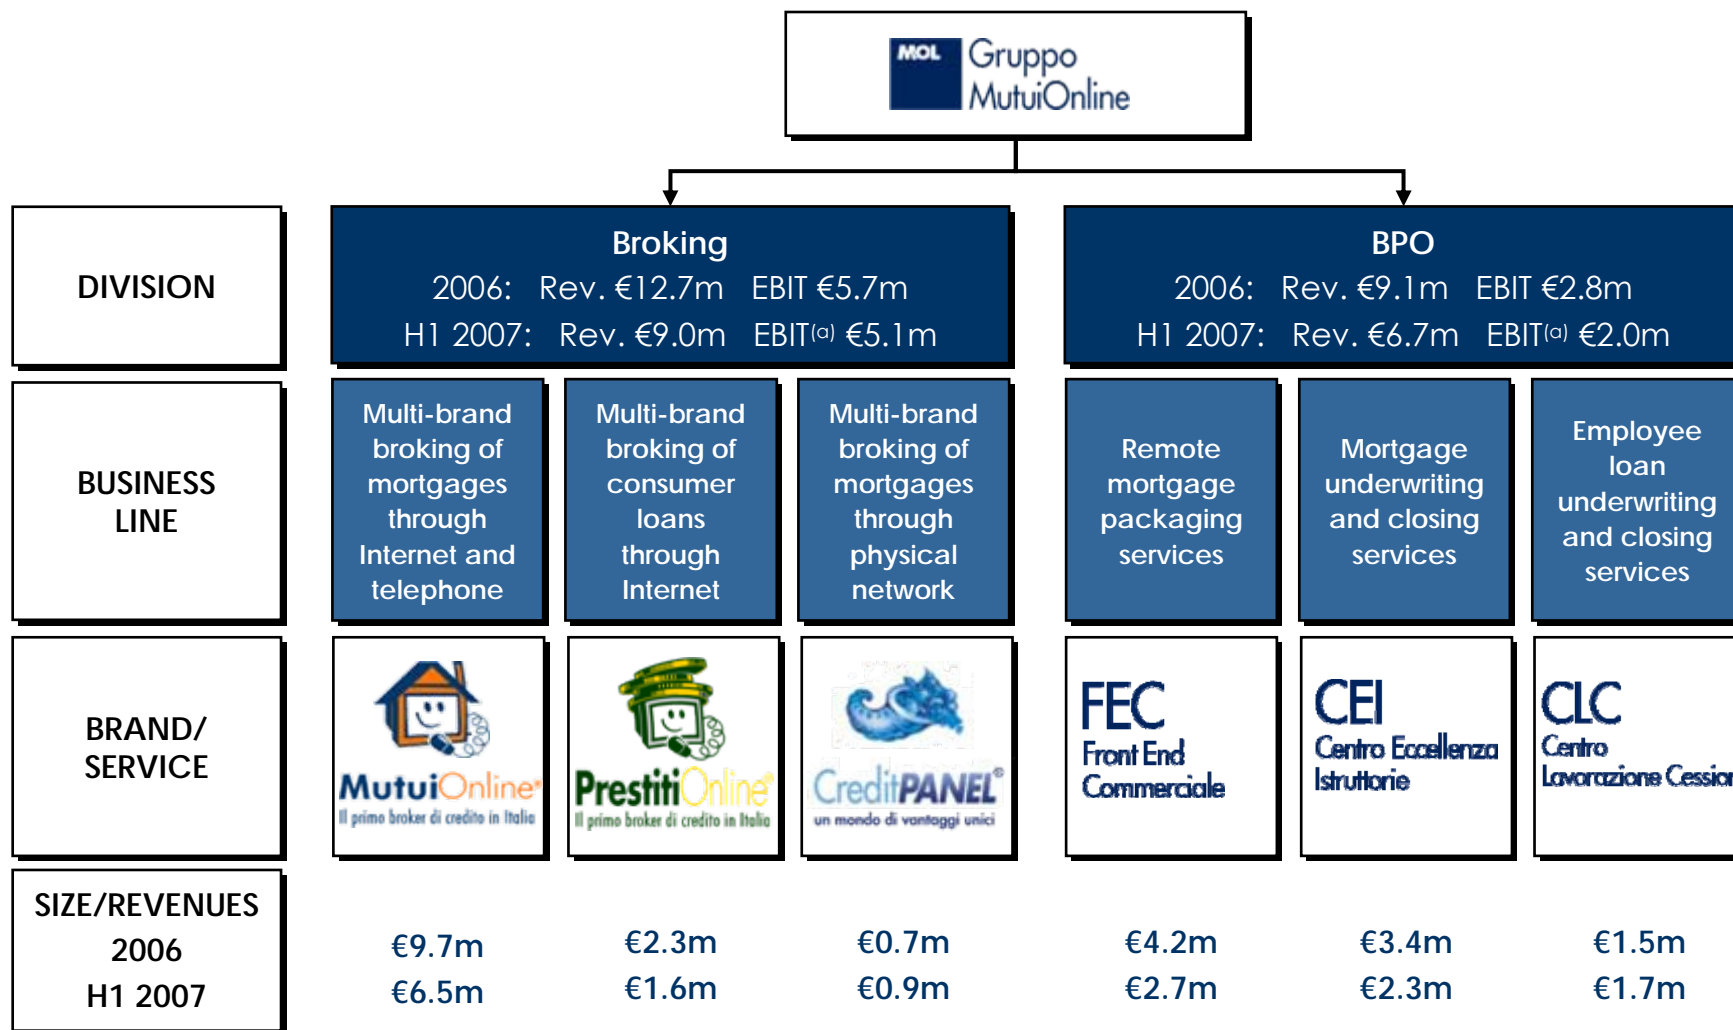 MOL Gruppo
MutuiOnline
DIVISION
Broking
2006: Rev. €12.7m EBIT €5.7m
H1 2007: Rev. €9.0m EBIT(a) €5.1m
BPO
2006: Rev. €9.1m EBIT €2.8m
H1 2007: Rev. €6.7m EBIT(a) €2.0m
BUSINESS
LINE
Multi-brand
broking of
mortgages
through
Internet and
telephone
Multi-brand
broking of
consumer
loans
through
Internet
Multi-brand
broking of
mortgages
through
physical
network
Remote
mortgage
packaging
services
Mortgage
underwriting
and closing
services
Employee
loan
underwriting
and closing
services
BRAND/
SERVICE
MutuiOnline®
Il primo broker di credito in Italia
PrestitiOnline®
Il primo broker di credito in Italia
CreditPANEL®
un mondo di vantaggi unici
FEC
Front End
Commerciale
CEI
Centro Eccellenza
Istruttorie
CLC
Centro
Lavorazione Cession
SIZE/REVENUES
2006 €9.7m €2.3m €0.7m €4.2m €3.4m €1.5m
H1 2007 €6.5m €1.6m €0.9m €2.7m €2.3m €1.7m